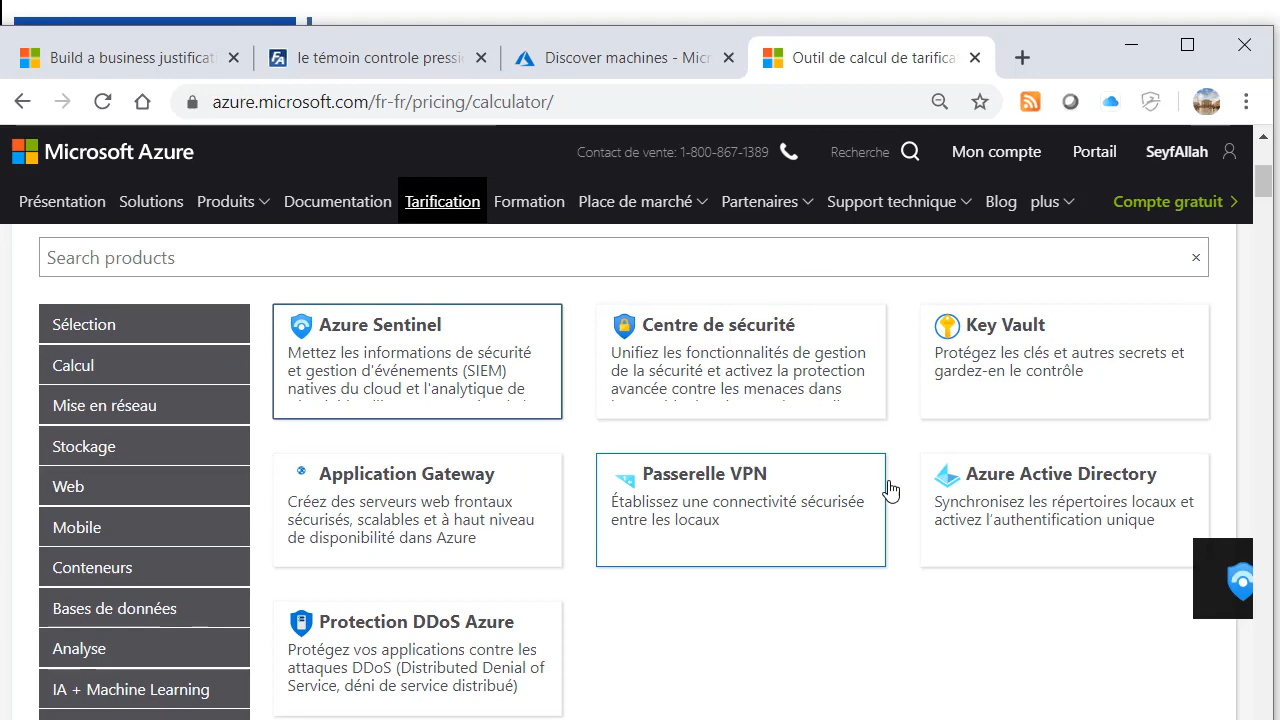 Build a business justificati
le témoin controle pressi
Discover machines - Micr
Outil de calcul de tarifica
azure.microsoft.com/fr-fr/pricing/calculator/
Microsoft Azure
Contact de vente: 1-800-867-1389
Recherche
Mon compte
Portail
SeyfAllah
Présentation
Solutions
Produits
Documentation
Tarification
Formation
Place de marché
Partenaires
Support technique
Blog
plus
Compte gratuit
Search products
Sélection
Calcul
Mise en réseau
Stockage
Web
Mobile
Conteneurs
Bases de données
Analyse
IA + Machine Learning
Azure Sentinel
Mettez les informations de sécurité
et gestion d'événements (SIEM)
natives du cloud et l'analytique de
Centre de sécurité
Unifiez les fonctionnalités de gestion
de la sécurité et activez la protection
avancée contre les menaces dans
Key Vault
Protégez les clés et autres secrets et
gardez-en le contrôle
Application Gateway
Créez des serveurs web frontaux
sécurisés, scalables et à haut niveau
de disponibilité dans Azure
Passerelle VPN
Établissez une connectivité sécurisée
entre les locaux
Azure Active Directory
Synchronisez les répertoires locaux et
activez l'authentification unique
Protection DDoS Azure
Protégez vos applications contre les
attaques DDoS (Distributed Denial of
Service, déni de service distribué)